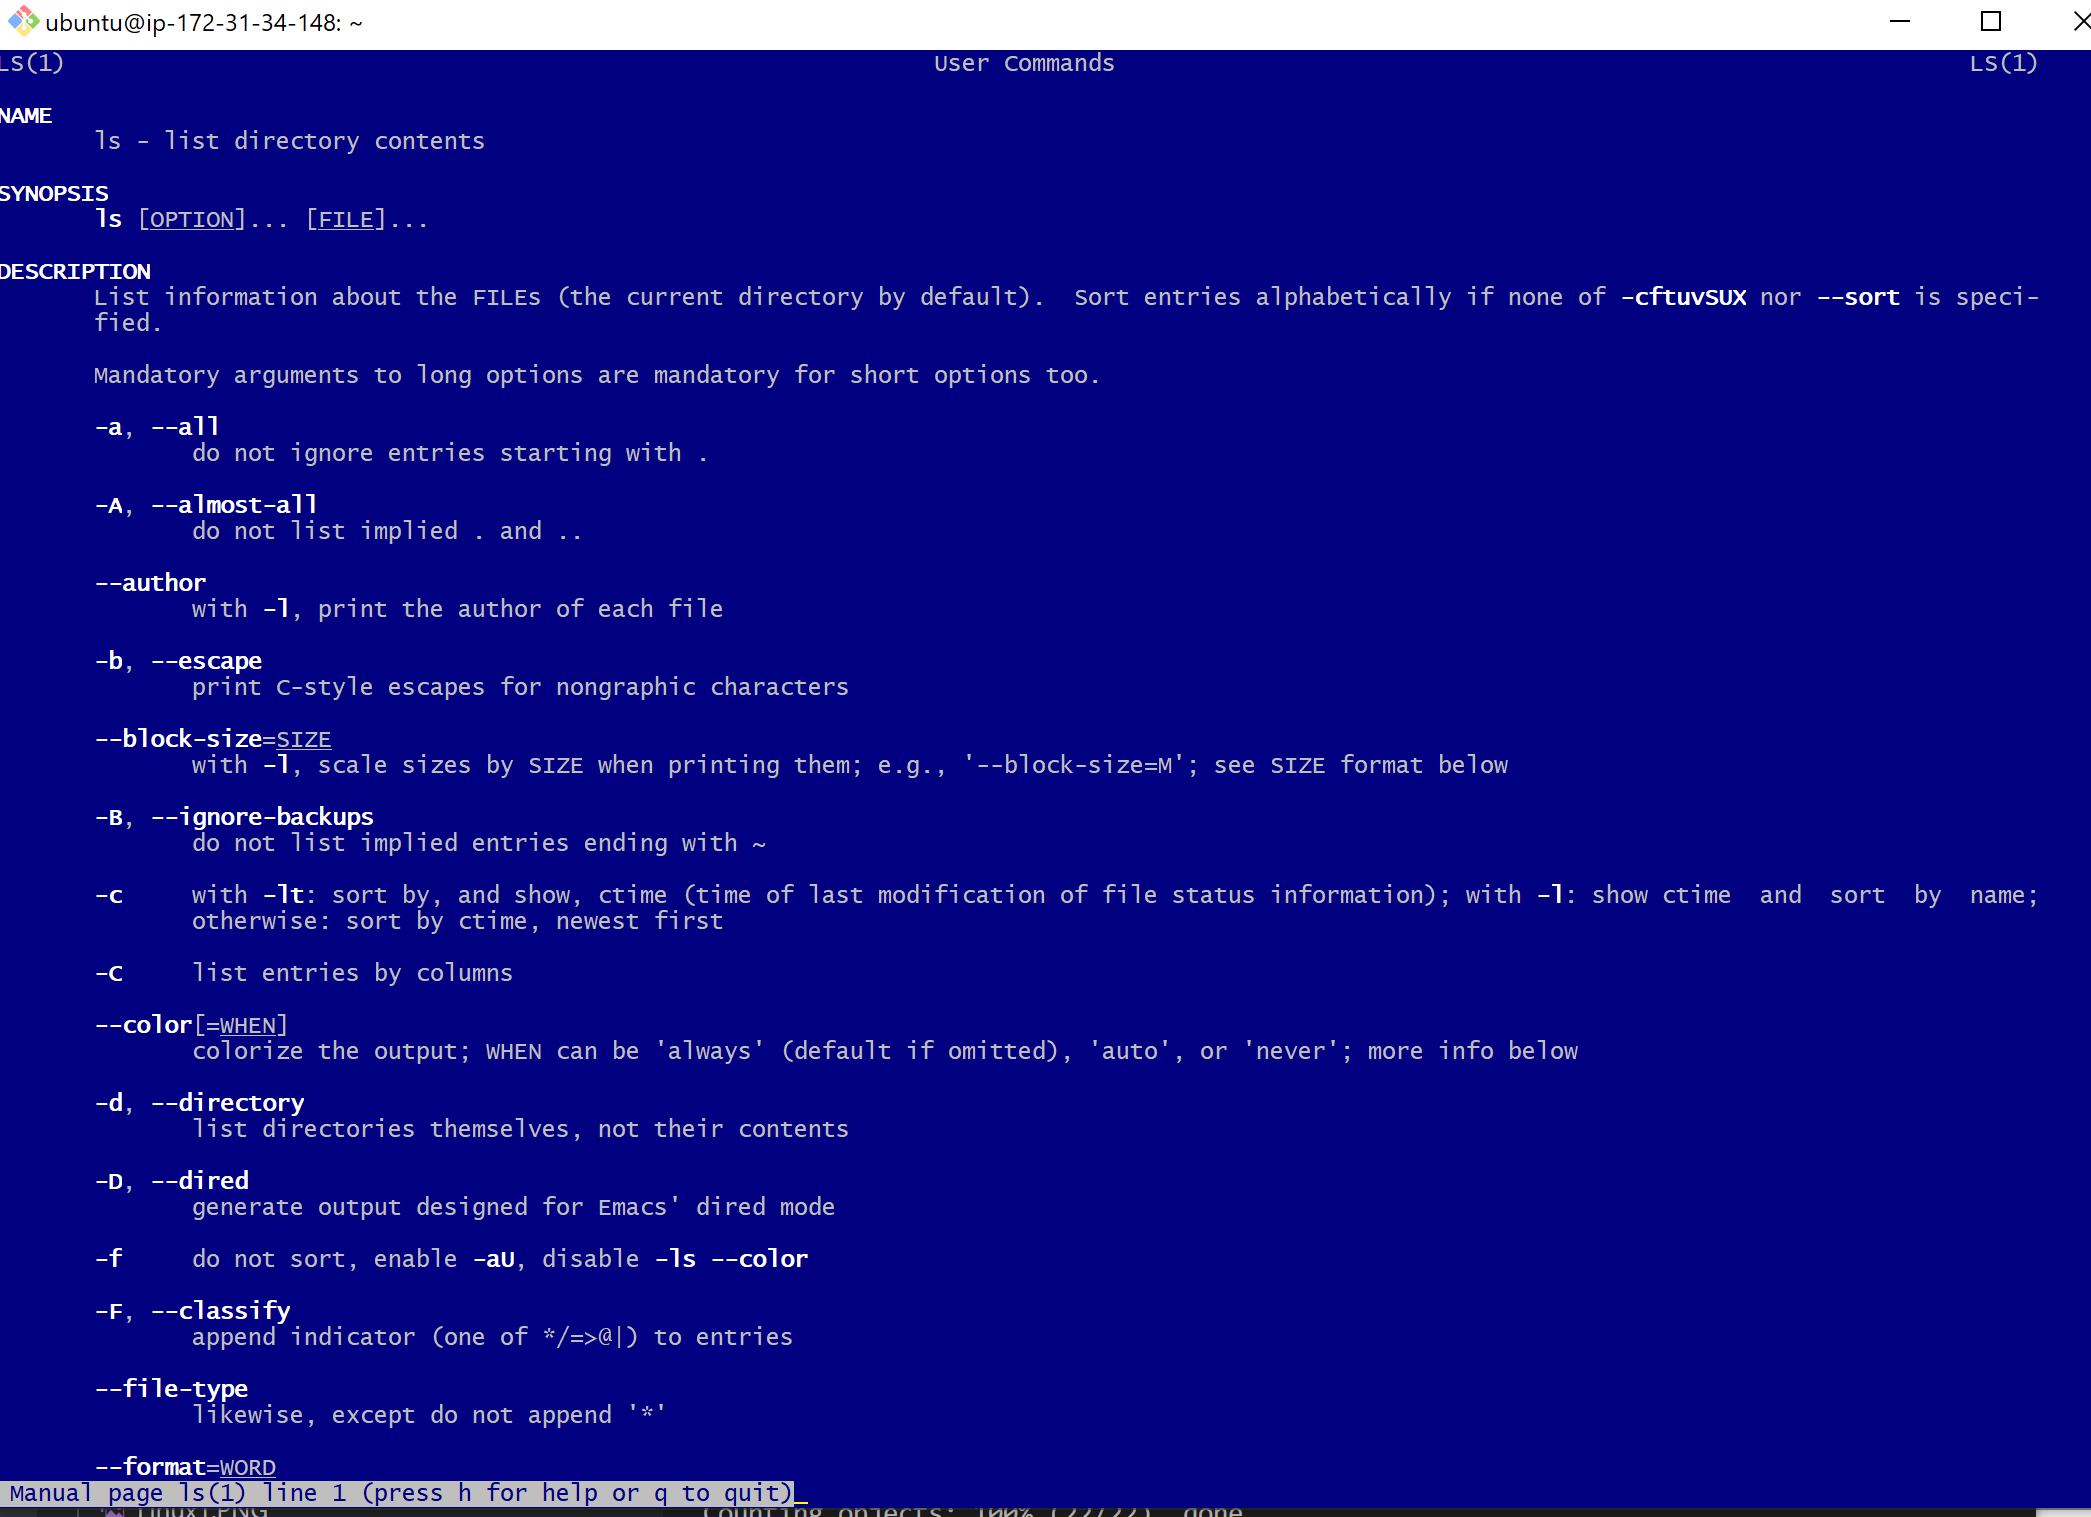 ubuntu@ip-172-31-34-148: ~
LS(1) User Commands LS(1)
NAME
ls - list directory contents
SYNOPSIS
ls [OPTION]... [FILE]...
DESCRIPTION
List information about the FILEs (the current directory by default). Sort entries alphabetically if none of -cftuvSUX nor --sort is speci-
fied.
Mandatory arguments to long options are mandatory for short options too.
-a, --all
do not ignore entries starting with .
-A, --almost-all
do not list implied . and ..
--author
with -l, print the author of each file
-b, --escape
print C-style escapes for nongraphic characters
--block-size=SIZE
with -l, scale sizes by SIZE when printing them; e.g., '--block-size=M'; see SIZE format below
-B, --ignore-backups
do not list implied entries ending with ~
-c with -lt: sort by, and show, ctime (time of last modification of file status information); with -l: show ctime and sort by name;
otherwise: sort by ctime, newest first
-C list entries by columns
--color[=WHEN]
colorize the output; WHEN can be 'always' (default if omitted), 'auto', or 'never'; more info below
-d, --directory
list directories themselves, not their contents
-D, --dired
generate output designed for Emacs' dired mode
-f do not sort, enable -aU, disable -ls --color
-F, --classify
append indicator (one of */=>@|) to entries
--file-type
likewise, except do not append '*'
--format=WORD
Manual page ls(1) line 1 (press h for help or q to quit)
Counting objects: 100% (22/22), done